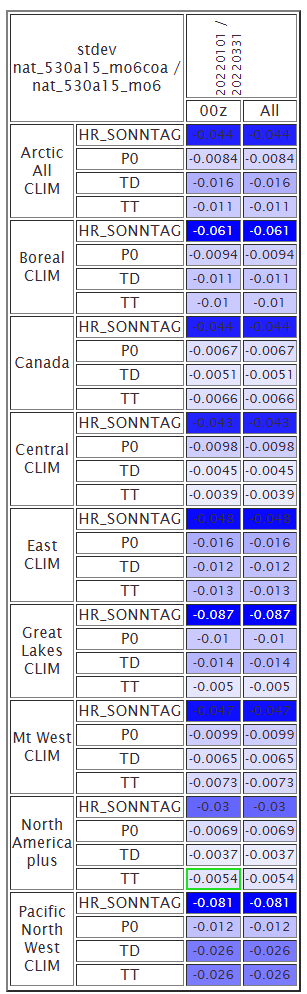 stdev
nat_530a15_mo6coa /
nat_530a15_mo6
20220101 /
20220331
00z All
Arctic
All
CLIM
HR_SONNTAG -0.044 -0.044
P0 -0.0084 -0.0084
TD -0.016 -0.016
TT -0.011 -0.011
Boreal
CLIM
HR_SONNTAG -0.061 -0.061
P0 -0.0094 -0.0094
TD -0.011 -0.011
TT -0.01 -0.01
Canada
HR_SONNTAG -0.044 -0.044
P0 -0.0067 -0.0067
TD -0.0051 -0.0051
TT -0.0066 -0.0066
Central
CLIM
HR_SONNTAG -0.043 -0.043
P0 -0.0098 -0.0098
TD -0.0045 -0.0045
TT -0.0039 -0.0039
East
CLIM
HR_SONNTAG -0.048 -0.048
P0 -0.016 -0.016
TD -0.012 -0.012
TT -0.013 -0.013
Great
Lakes
CLIM
HR_SONNTAG -0.087 -0.087
P0 -0.01 -0.01
TD -0.014 -0.014
TT -0.005 -0.005
Mt West
CLIM
HR_SONNTAG
P0 -0.0099 -0.0099
TD -0.0065 -0.0065
TT -0.0073 -0.0073
North
America
plus
HR_SONNTAG -0.03 -0.03
P0 -0.0069 -0.0069
TD -0.0037 -0.0037
TT -0.0054 -0.0054
Pacific
North
West
CLIM
HR_SONNTAG -0.081 -0.081
P0 -0.012 -0.012
TD -0.026 -0.026
TT -0.026 -0.026